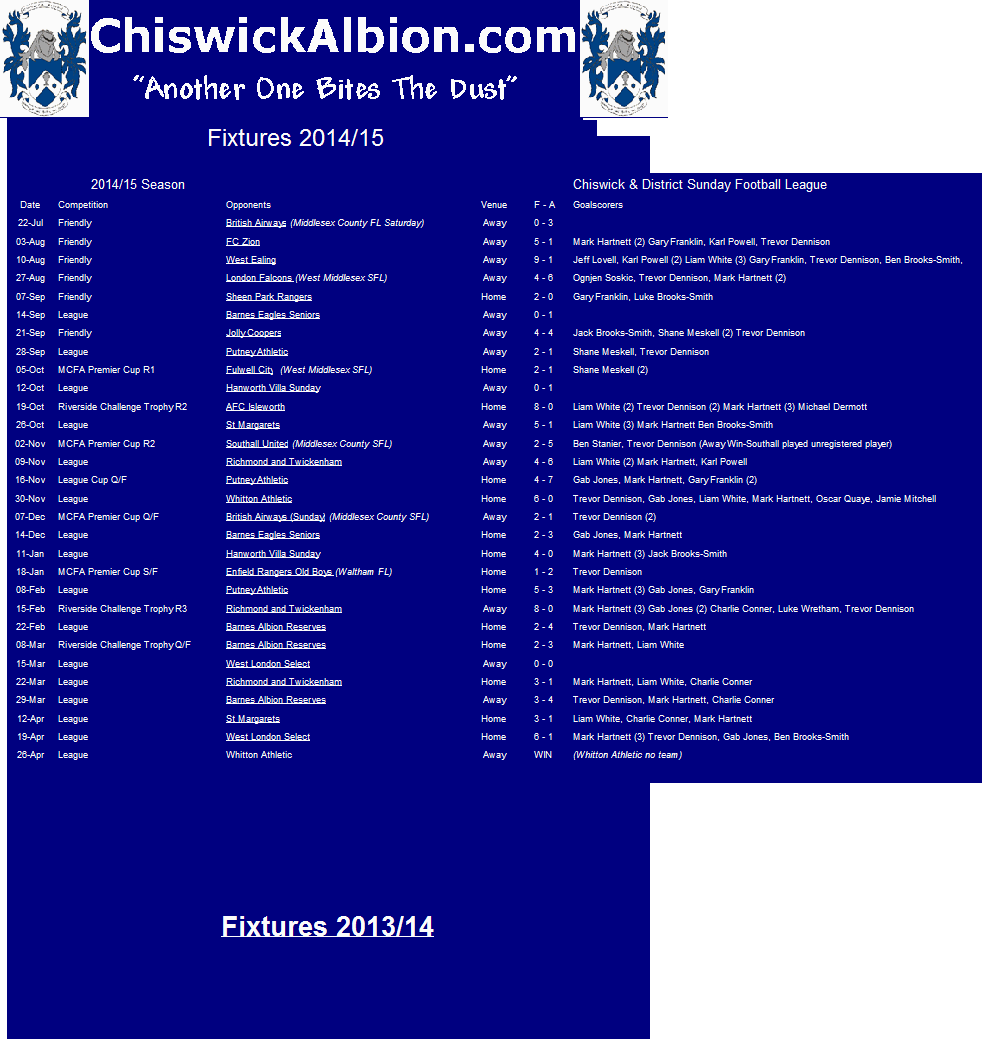 ChiswickAlbion.com
“Another One Bites The Dust”
Fixtures 2014/15
2014/15 Season Chiswick & District Sunday Football League
Date Competition Opponents Venue F - A Goalscorers
22-Jul Friendly British Airways (Middlesex County FL Saturday) Away 0 - 3
03-Aug Friendly FC Zion Away 5 - 1 Mark Hartnett (2) Gary Franklin, Karl Powell, Trevor Dennison
10-Aug Friendly West Ealing Away 9 - 1 Jeff Lovell, Karl Powell (2) Liam White (3) Gary Franklin, Trevor Dennison, Ben Brooks-Smith,
27-Aug Friendly London Falcons (West Middlesex SFL) Away 4 - 6 Ognjen Soskic, Trevor Dennison, Mark Hartnett (2)
07-Sep Friendly Sheen Park Rangers Home 2 - 0 Gary Franklin, Luke Brooks-Smith
14-Sep League Barnes Eagles Seniors Away 0 - 1
21-Sep Friendly Jolly Coopers Away 4 - 4 Jack Brooks-Smith, Shane Meskell (2) Trevor Dennison
28-Sep League Putney Athletic Away 2 - 1 Shane Meskell, Trevor Dennison
05-Oct MCFA Premier Cup R1 Fulwell City (West Middlesex SFL) Home 2 - 1 Shane Meskell (2)
12-Oct League Hanworth Villa Sunday Away 0 - 1
19-Oct Riverside Challenge Trophy R2 AFC Isleworth Home 8 - 0 Liam White (2) Trevor Dennison (2) Mark Hartnett (3) Michael Dermott
26-Oct League St Margarets Away 5 - 1 Liam White (3) Mark Hartnett Ben Brooks-Smith
02-Nov MCFA Premier Cup R2 Southall United (Middlesex County SFL) Away 2 - 5 Ben Stanier, Trevor Dennison (Away Win-Southall played unregistered player)
09-Nov League Richmond and Twickenham Away 4 - 6 Liam White (2) Mark Hartnett, Karl Powell
16-Nov League Cup Q/F Putney Athletic Home 4 - 7 Gab Jones, Mark Hartnett, Gary Franklin (2)
30-Nov League Whitton Athletic Home 6 - 0 Trevor Dennison, Gab Jones, Liam White, Mark Hartnett, Oscar Quaye, Jamie Mitchell
07-Dec MCFA Premier Cup Q/F British Airways (Sunday) (Middlesex County SFL) Away 2 - 1 Trevor Dennison (2)
14-Dec League Barnes Eagles Seniors Home 2 - 3 Gab Jones, Mark Hartnett
11-Jan League Hanworth Villa Sunday Home 4 - 0 Mark Hartnett (3) Jack Brooks-Smith
18-Jan MCFA Premier Cup S/F Enfield Rangers Old Boys (Waltham FL) Home 1 - 2 Trevor Dennison
08-Feb League Putney Athletic Home 5 - 3 Mark Hartnett (3) Gab Jones, Gary Franklin
15-Feb Riverside Challenge Trophy R3 Richmond and Twickenham Away 8 - 0 Mark Hartnett (3) Gab Jones (2) Charlie Conner, Luke Wretham, Trevor Dennison
22-Feb League Barnes Albion Reserves Home 2 - 4 Trevor Dennison, Mark Hartnett
08-Mar Riverside Challenge Trophy Q/F Barnes Albion Reserves Home 2 - 3 Mark Hartnett, Liam White
15-Mar League West London Select Away 0 - 0
22-Mar League Richmond and Twickenham Home 3 - 1 Mark Hartnett, Liam White, Charlie Conner
29-Mar League Barnes Albion Reserves Away 3 - 4 Trevor Dennison, Mark Hartnett, Charlie Conner
12-Apr League St Margarets Home 3 - 1 Liam White, Charlie Conner, Mark Hartnett
19-Apr League West London Select Home 6 - 1 Mark Hartnett (3) Trevor Dennison, Gab Jones, Ben Brooks-Smith
26-Apr League Whitton Athletic Away WIN (Whitton Athletic no team)
Fixtures 2013/14